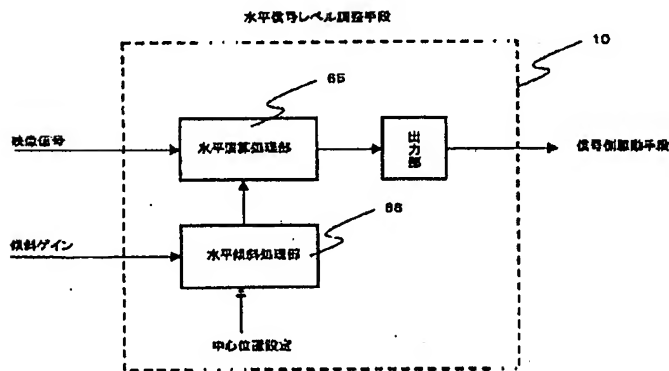 水平信号レベル調整手段
10
65
映像信号
水平演算処理部
出力部
信号側駆動手段
66
傾斜ゲイン
水平傾斜処理部
中心位置設定